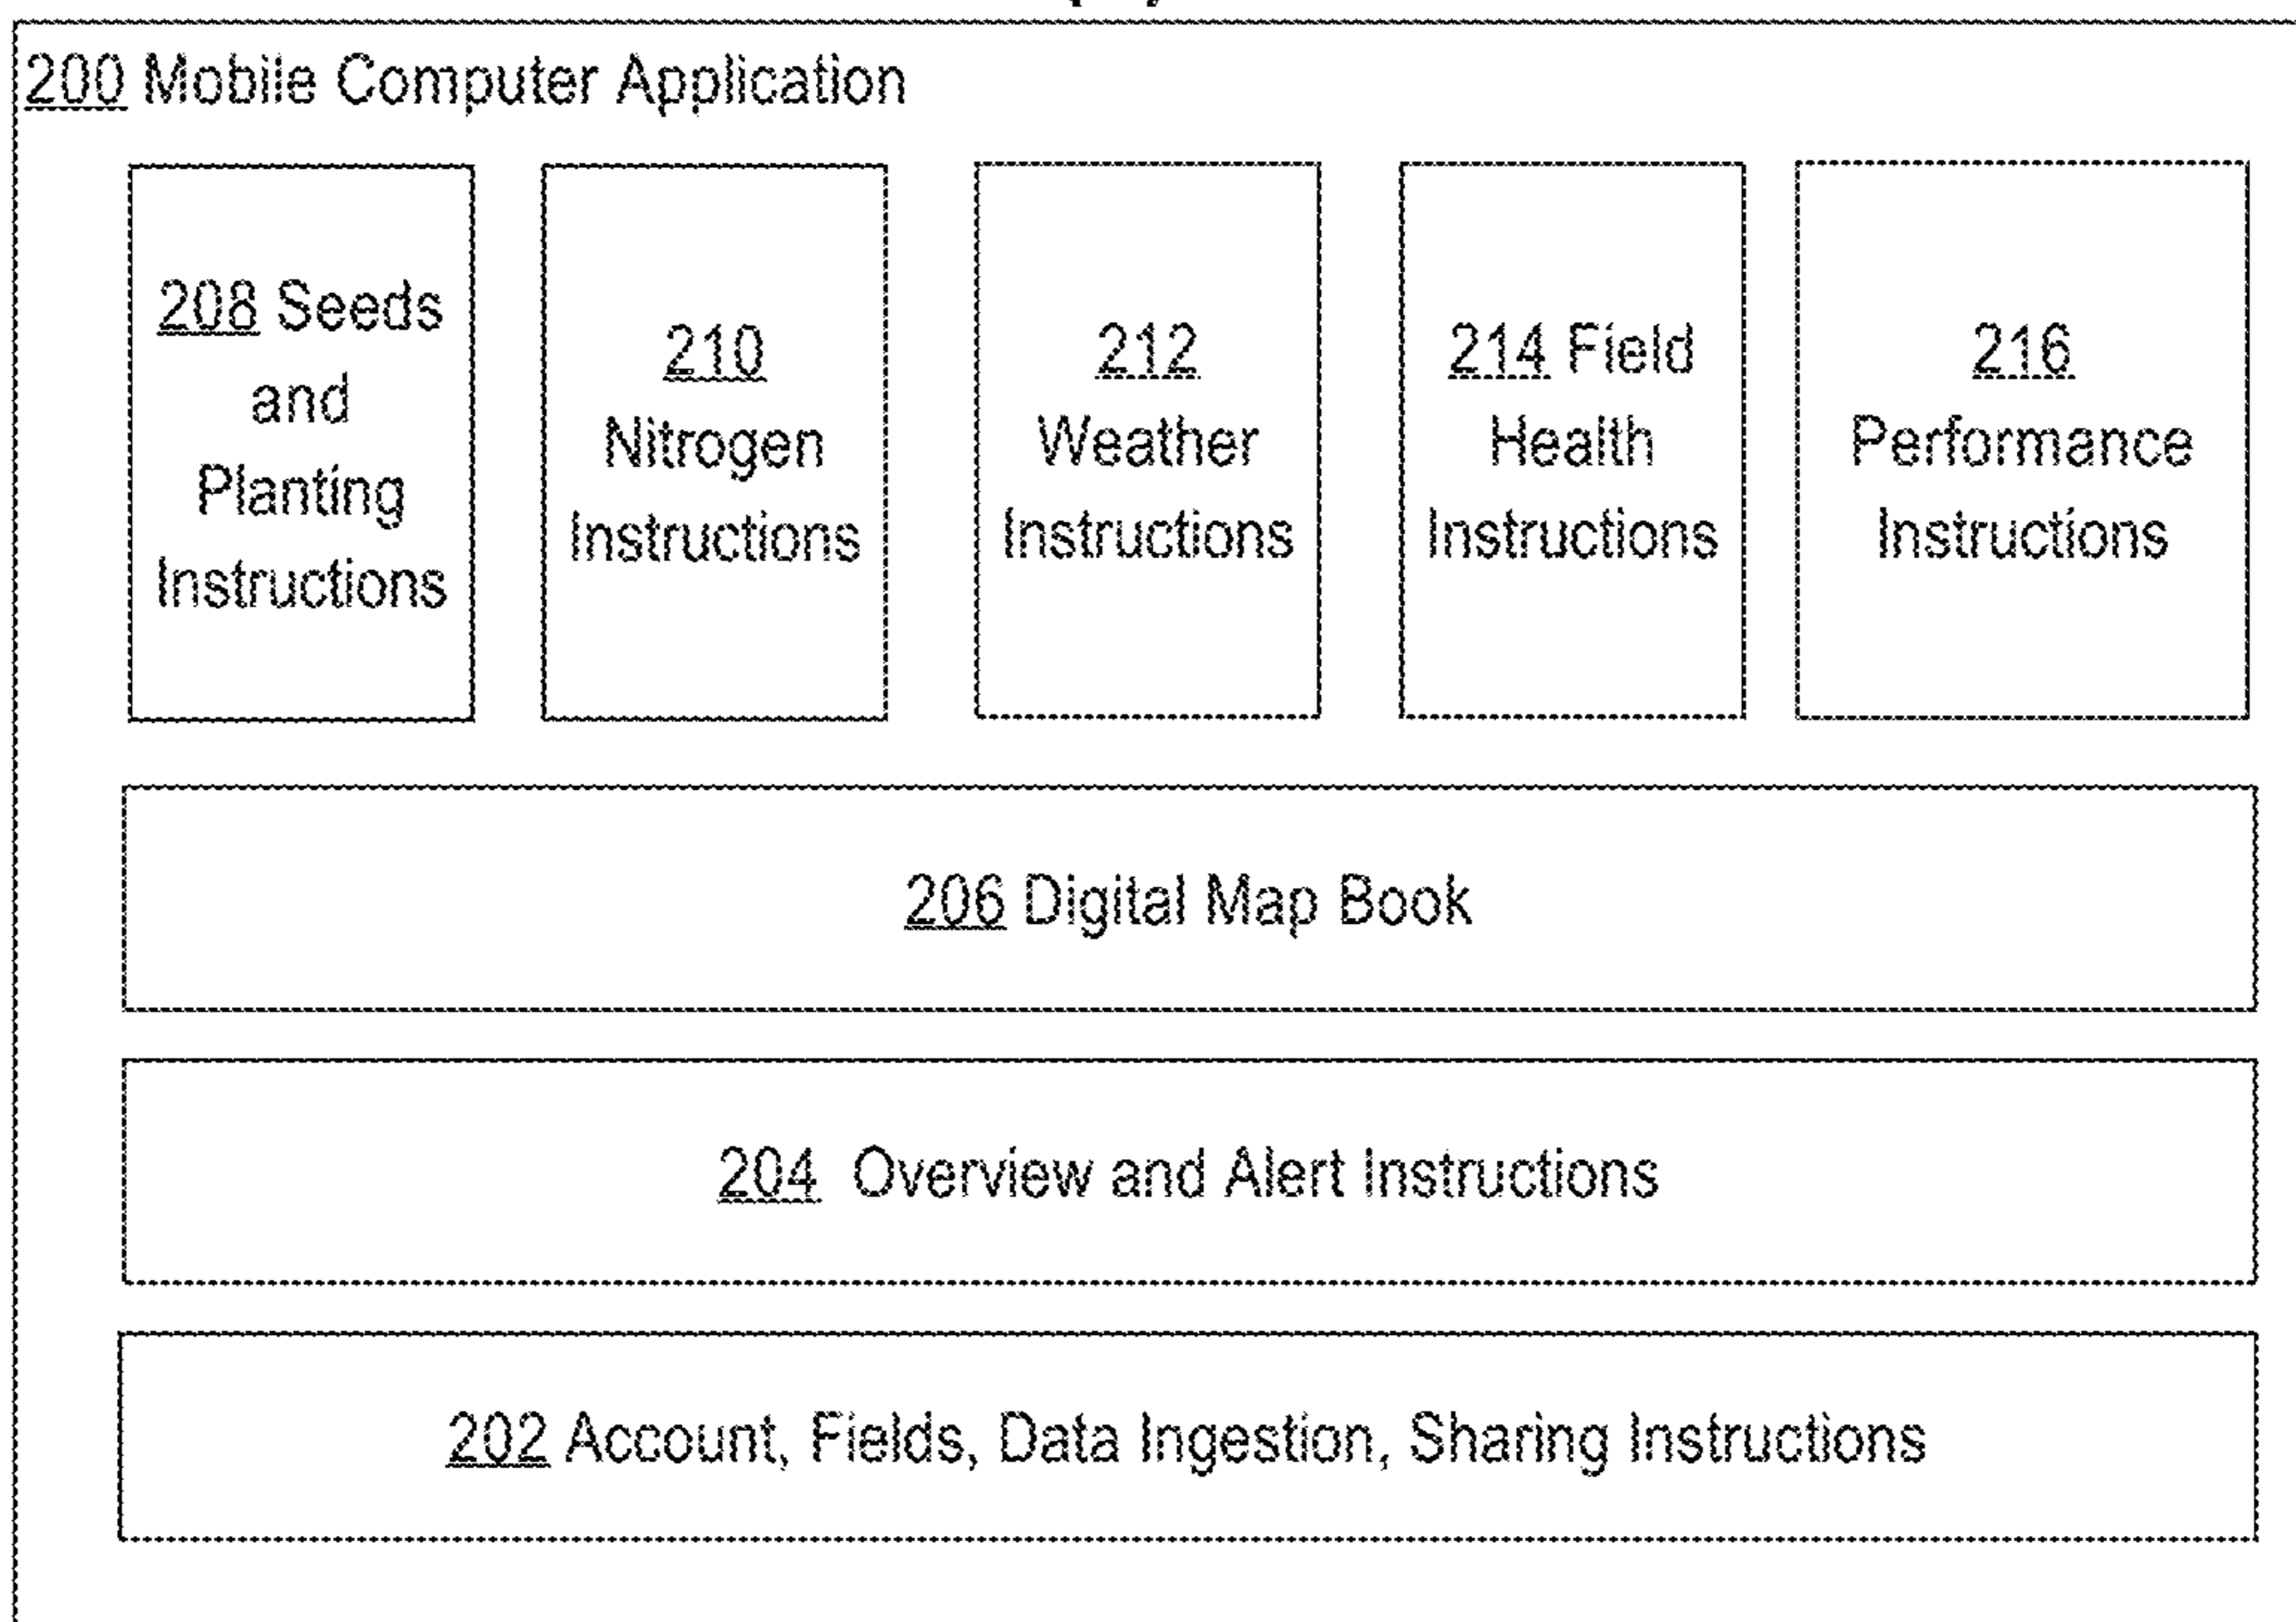 200 Mobile Computer Application
208 Seeds
and
Planting
Instructions
210
Nitrogen
Instructions
212
Weather
Instructions
214 Field
Health
Instructions
216
Performance
Instructions
206 Digital Map Book
204 Overview and Alert Instructions
202 Account, Fields, Data Ingestion, Sharing Instructions